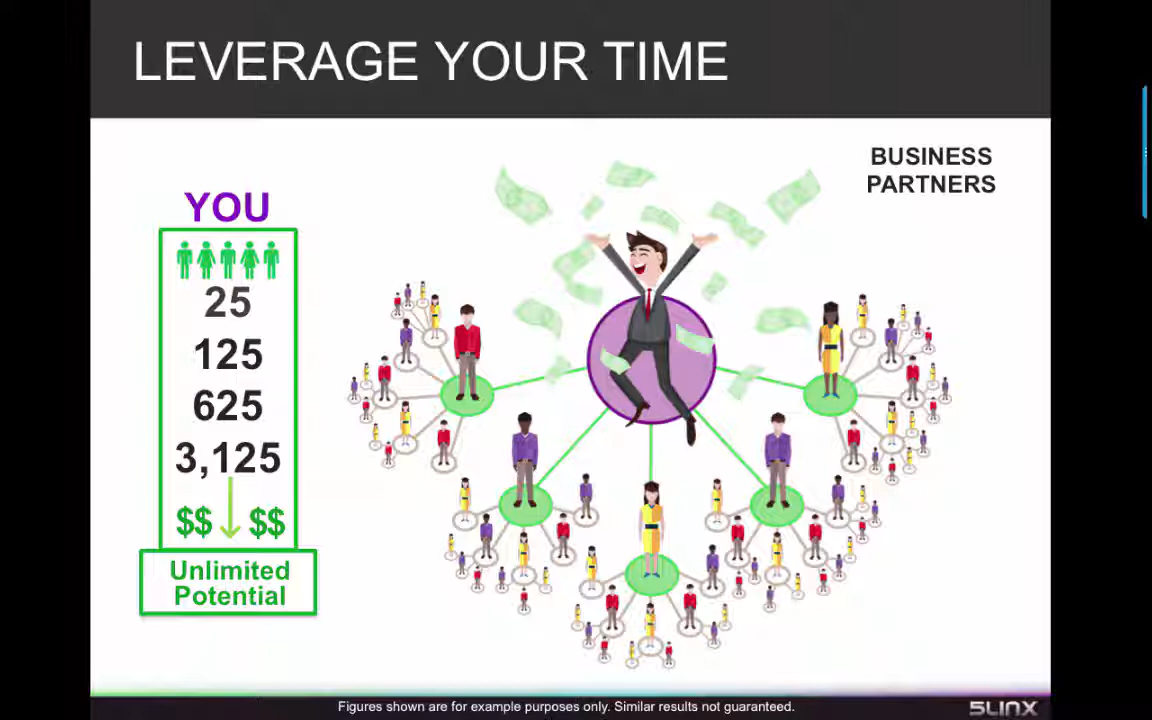 LEVERAGE YOUR TIME
BUSINESS
PARTNERS
YOU
25
125
625
3,125
$$ $$
Unlimited
Potential
Figures shown are for example purposes only. Similar results not guaranteed.
5LINX